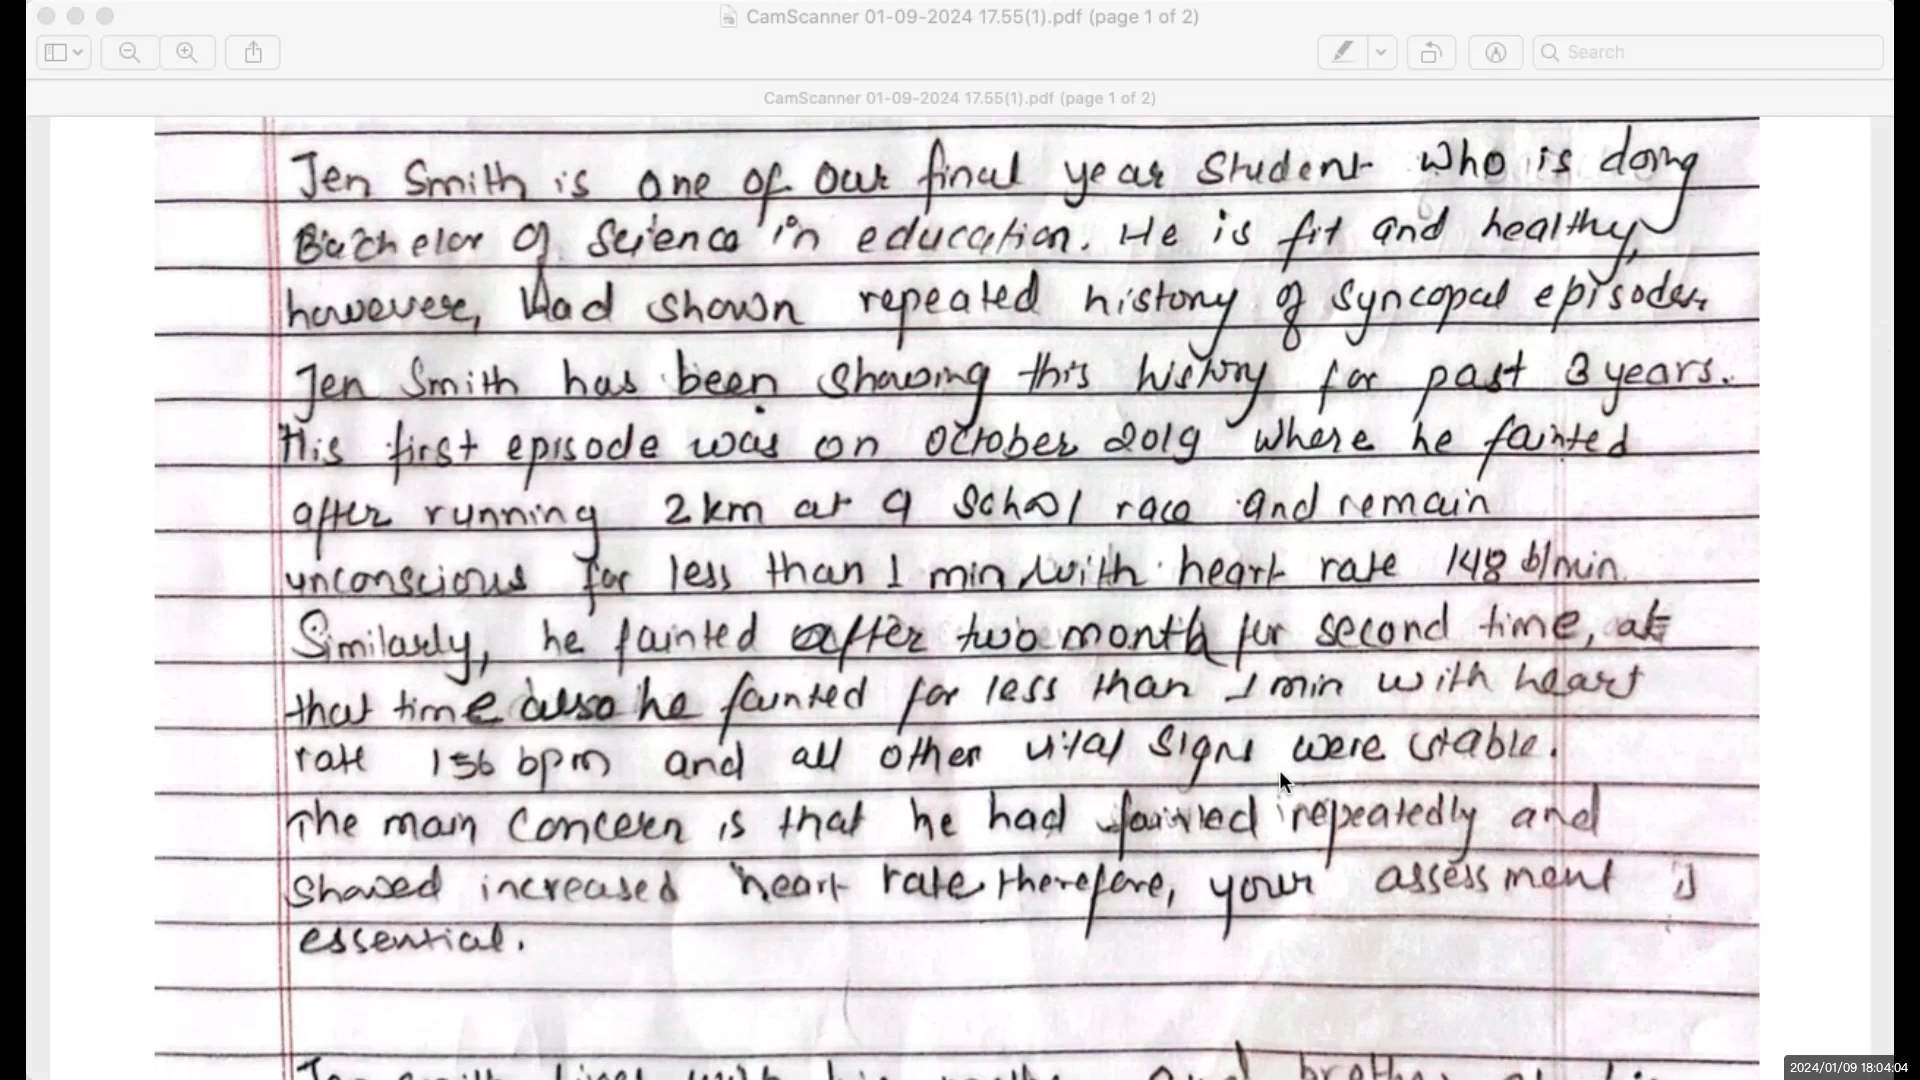 CamScanner 01-09-2024 17.55(1).pdf (page 1 of 2)
Search
CamScanner 01-09-2024 17.55(1).pdf (page 1 of 2)
Jen Smith is one of our final year student who is doing
Bachelor of Science in education. He is fit and healthy,
however, had shown repeated history of syncopal episodes.
Jen Smith has been showing this history for past 3 years.
His first episode was on October 2019 where he fainted
after running 2km at a school race and remain
unconscious for less than 1 min with heart rate 148 b/min.
Similarly, he fainted after two month for second time, at
that time also he fainted for less than 1 min with heart
rate 156 bpm and all other vital signs were stable.
The main concern is that he had fainted repeatedly and
showed increased heart rate therefore, your assessment is
essential.
Jen smith lives with his mother and brother
2024/01/09 18:04:04